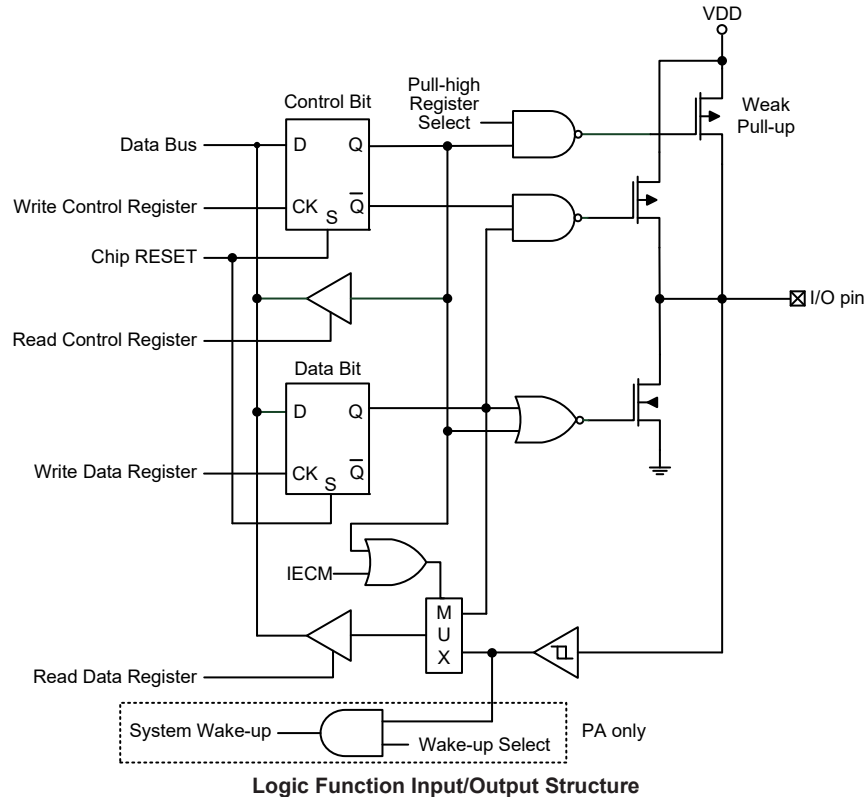 VDD
Pull-high
Register
Select
Weak
Pull-up
Control Bit
Data Bus
D
Q
Write Control Register
CK
S
Q̅
Chip RESET
I/O pin
Read Control Register
Data Bit
D
Q
Write Data Register
CK
S
Q̅
IECM
M
U
X
Read Data Register
System Wake-up
Wake-up Select
PA only
Logic Function Input/Output Structure